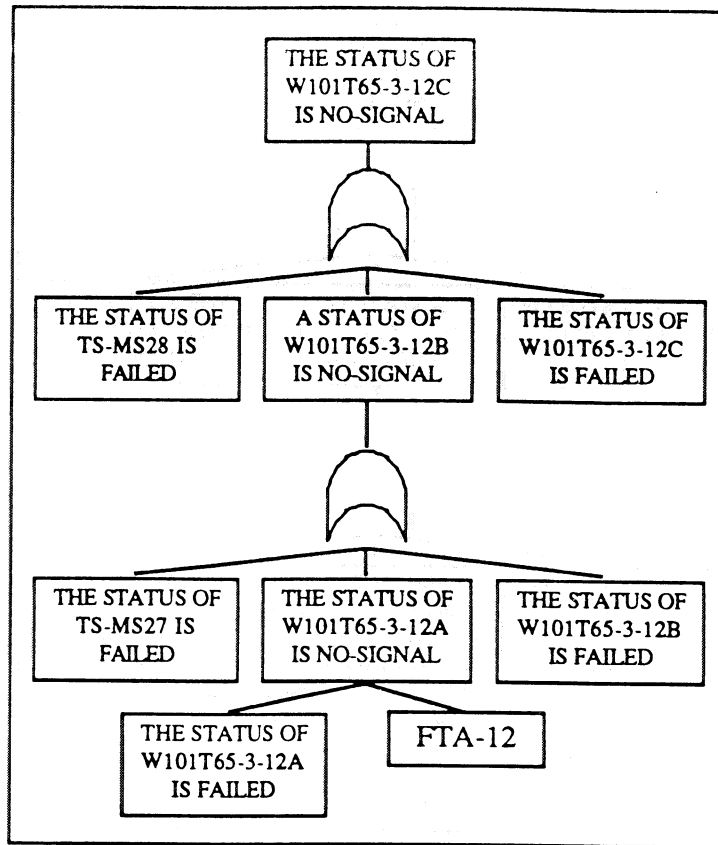 THE STATUS OF
W101T65-3-12C
IS NO-SIGNAL
THE STATUS OF
TS-MS28 IS
FAILED
A STATUS OF
W101T65-3-12B
IS NO-SIGNAL
THE STATUS OF
W101T65-3-12C
IS FAILED
THE STATUS OF
TS-MS27 IS
FAILED
THE STATUS OF
W101T65-3-12A
IS NO-SIGNAL
THE STATUS OF
W101T65-3-12B
IS FAILED
THE STATUS OF
W101T65-3-12A
IS FAILED
FTA-12